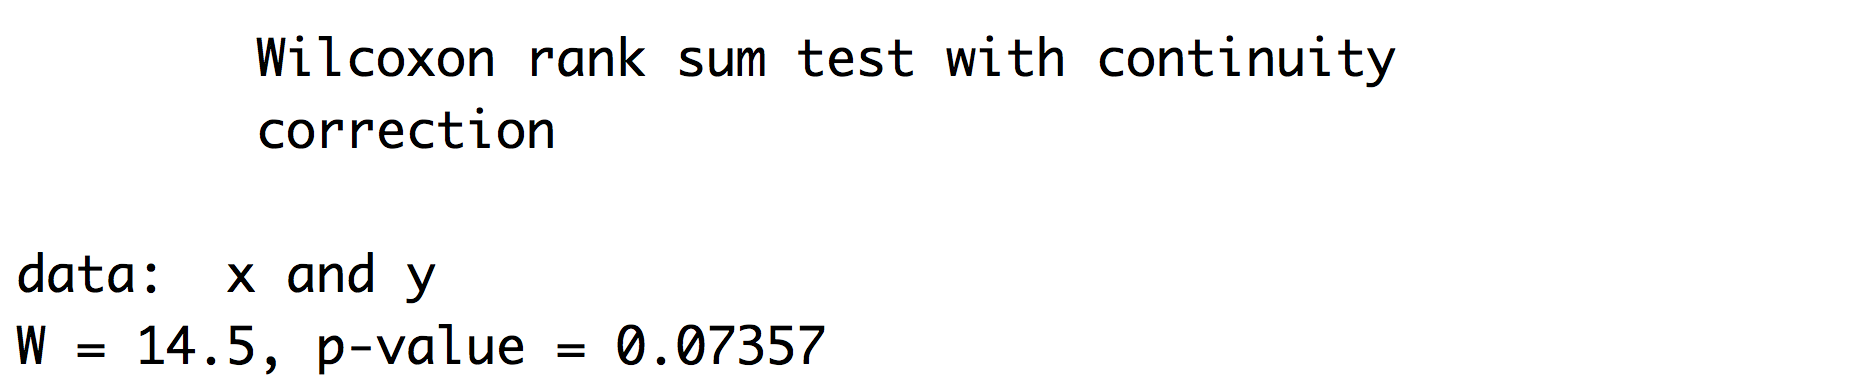 Wilcoxon rank sum test with continuity
correction
data:  x and y
W = 14.5, p-value = 0.07357